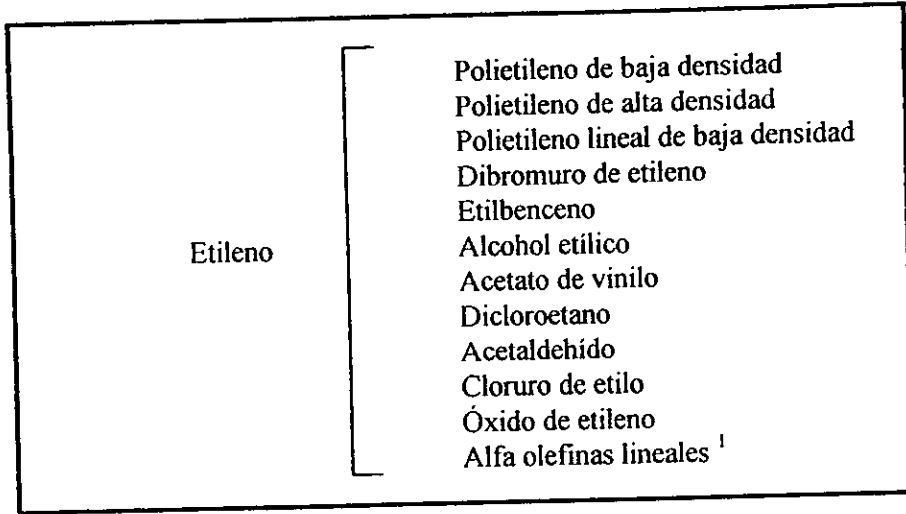 Polietileno de baja densidad
Polietileno de alta densidad
Polietileno lineal de baja densidad
Dibromuro de etileno
Etilbenceno
Etileno
Alcohol etílico
Acetato de vinilo
Dicloroetano
Acetaldehído
Cloruro de etilo
Óxido de etileno
Alfa olefinas lineales ¹